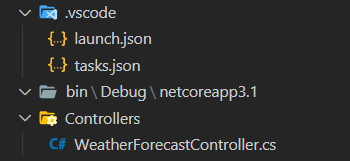 .vscode
{..} launch.json
{..} tasks.json
bin\Debug\netcoreapp3.1
Controllers
C# WeatherForecastController.cs